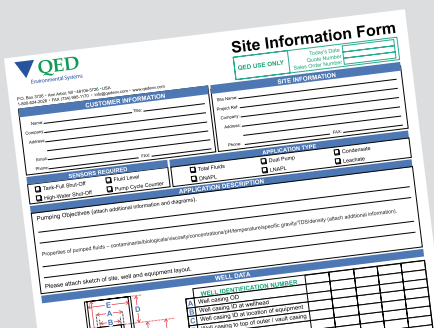 QED
Environmental Systems
Site Information Form
QED USE ONLY
Today's Date
Quote Number
Sales Order Number
P.O. Box 3726 • Ann Arbor, MI • 48106-3726 • USA
1-800-624-2026 • FAX (734) 995-1170 • info@qedenv.com • www.qedenv.com
CUSTOMER INFORMATION
SITE INFORMATION
Name
Title:
Company
Address
Email
Phone
FAX:
Site Name
Project Ref
Company
Address
Phone
FAX:
SENSORS REQUIRED
APPLICATION TYPE
Tank-Full Shut-Off
Fluid Level
High-Water Shut-Off
Pump Cycle Counter
Total Fluids
Dual Pump
Condensate
DNAPL
LNAPL
Leachate
APPLICATION DESCRIPTION
Pumping Objectives (attach additional information and diagrams).
Properties of pumped fluids – contaminants/biological/viscosity/concentrations/pH/temperature/specific gravity/TDS/density (attach additional information).
Please attach sketch of site, well and equipment layout.
WELL DATA
WELL IDENTIFICATION NUMBER
A Well casing OD
B Well casing ID at wellhead
C Well casing ID at location of equipment
Well casing to top of outer / vault casing
E
A
B
D